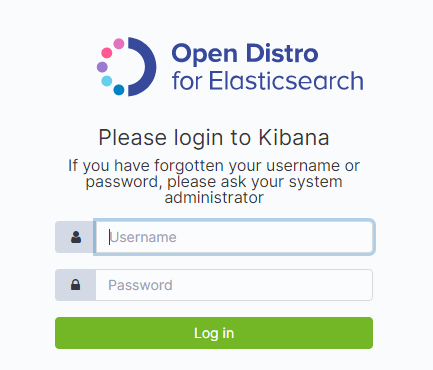 Open Distro
for Elasticsearch
Please login to Kibana
If you have forgotten your username or
password, please ask your system
administrator
Username
Password
Log in